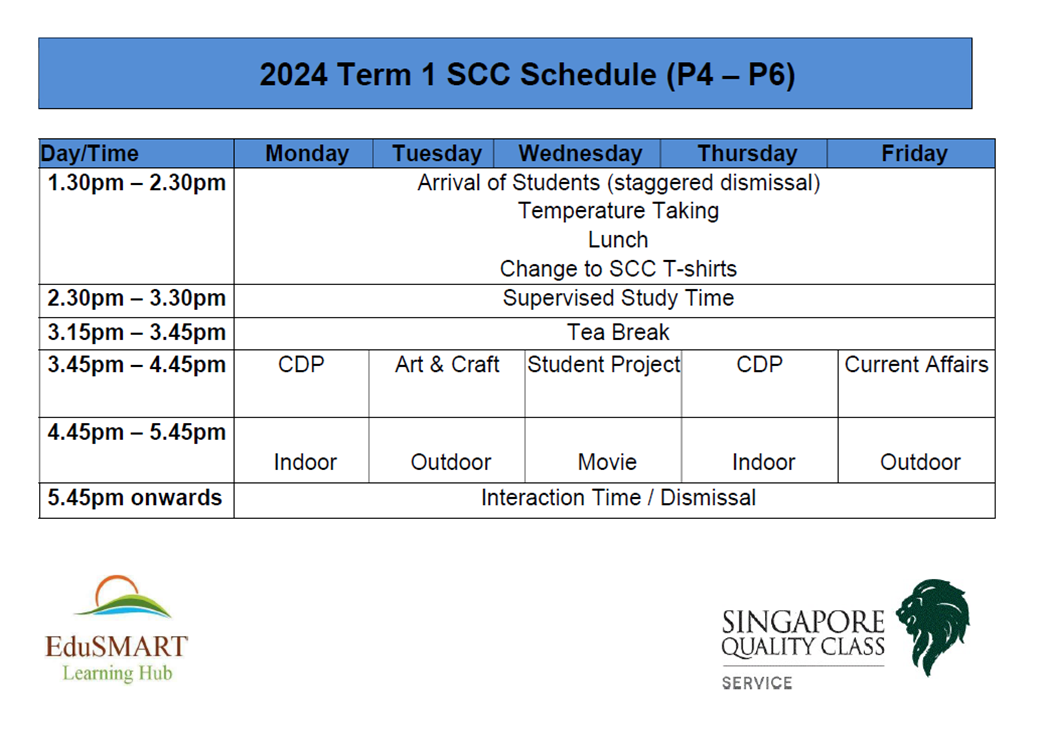 2024 Term 1 SCC Schedule (P4 – P6)
Day/Time Monday Tuesday Wednesday Thursday Friday
1.30pm – 2.30pm Arrival of Students (staggered dismissal)
Temperature Taking
Lunch
Change to SCC T-shirts
2.30pm – 3.30pm Supervised Study Time
3.15pm – 3.45pm Tea Break
3.45pm – 4.45pm CDP Art & Craft Student Project CDP Current Affairs
4.45pm – 5.45pm
Indoor Outdoor Movie Indoor Outdoor
5.45pm onwards Interaction Time / Dismissal
EduSMART
Learning Hub
SINGAPORE
QUALITY CLASS
SERVICE